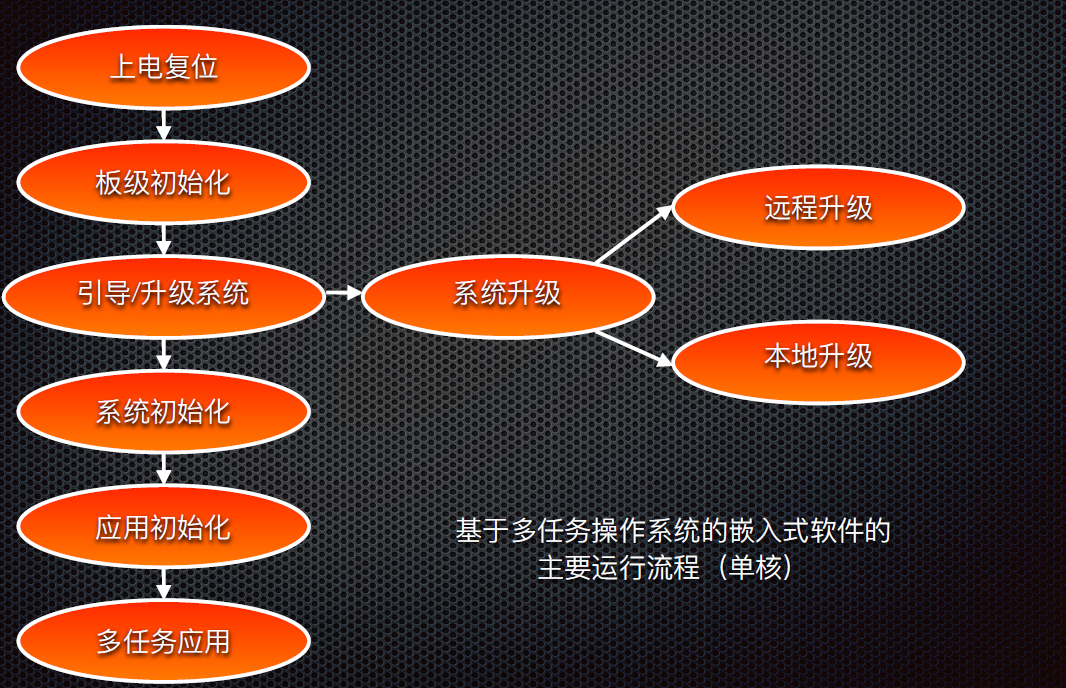 上电复位
板级初始化
引导/升级系统
系统初始化
应用初始化
多任务应用
系统升级
远程升级
本地升级
基于多任务操作系统的嵌入式软件的
主要运行流程（单核）